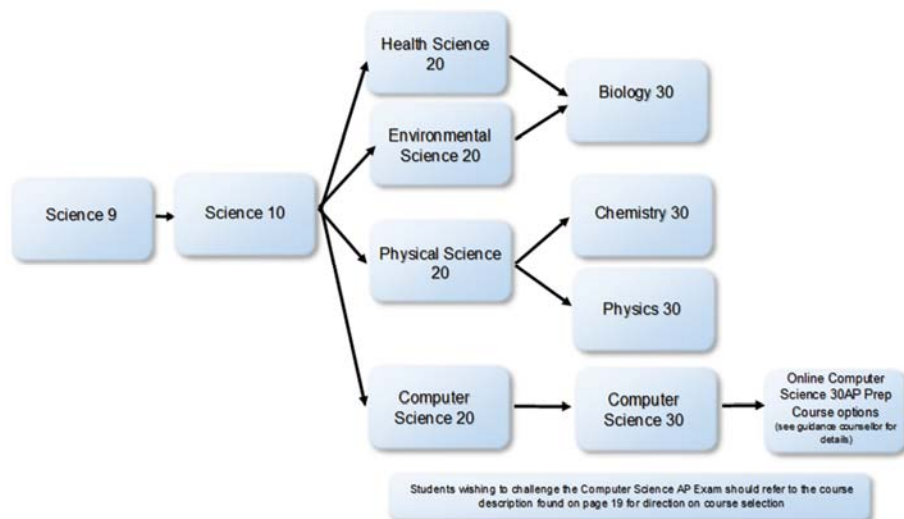 Health Science
20
Biology 30
Environmental
Science 20
Science 9
Science 10
Chemistry 30
Physical Science
20
Physics 30
Computer
Science 20
Computer
Science 30
Online Computer
Science 30AP Prep
Course options
(see guidance counsellor for
details)
Students wishing to challenge the Computer Science AP Exam should refer to the course
description found on page 19 for direction on course selection